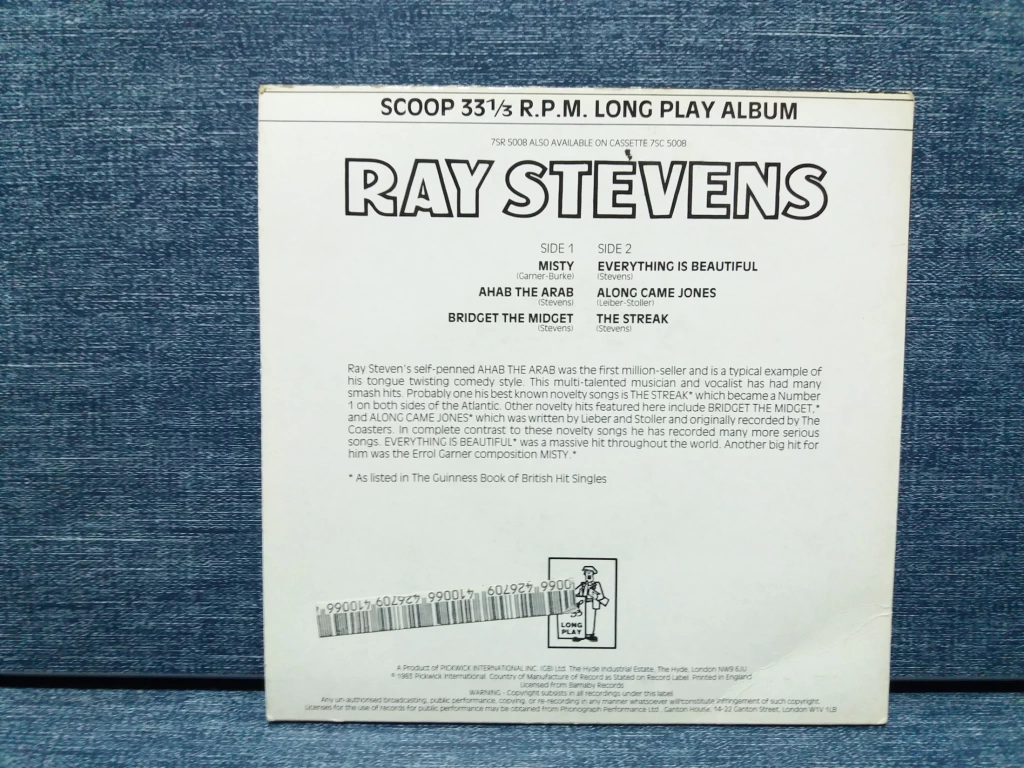 SCOOP 33⅓ R.P.M. LONG PLAY ALBUM
7SR 5008 ALSO AVAILABLE ON CASSETTE 7SC 5008
RAY STEVENS
SIDE 1
MISTY
(Garner-Burke)
AHAB THE ARAB
(Stevens)
BRIDGET THE MIDGET
(Stevens)
SIDE 2
EVERYTHING IS BEAUTIFUL
(Stevens)
ALONG CAME JONES
(Leiber-Stoller)
THE STREAK
(Stevens)
Ray Steven's self-penned AHAB THE ARAB was the first million-seller and is a typical example of
his tongue twisting comedy style. This multi-talented musician and vocalist has had many
smash hits. Probably one his best known novelty songs is THE STREAK* which became a Number
1 on both sides of the Atlantic. Other novelty hits featured here include BRIDGET THE MIDGET,*
and ALONG CAME JONES* which was written by Lieber and Stoller and originally recorded by The
Coasters. In complete contrast to these novelty songs he has recorded many more serious
songs. EVERYTHING IS BEAUTIFUL* was a massive hit throughout the world. Another big hit for
him was the Errol Garner composition MISTY.*
* As listed in The Guinness Book of British Hit Singles
410066 426709 410066 426709 0066
33
LONG
PLAY
A Product of PICKWICK INTERNATIONAL INC. (GB) Ltd. The Hyde Industrial Estate, The Hyde, London NW9 6JU
1983 Pickwick International. Country of Manufacture of Record as Stated on Record Label. Printed in England
Licensed from Barnaby Records
WARNING - Copyright subsists in all recordings under this label
Any un-authorised broadcasting, public performance, copying, or re-recording in any manner whatsoever will constitute infringement of such copyright.
Licenses for the use of records for public performance may be obtained from Phonograph Performance Ltd., Ganton House, 14-22 Ganton Street, London W1V 1LB